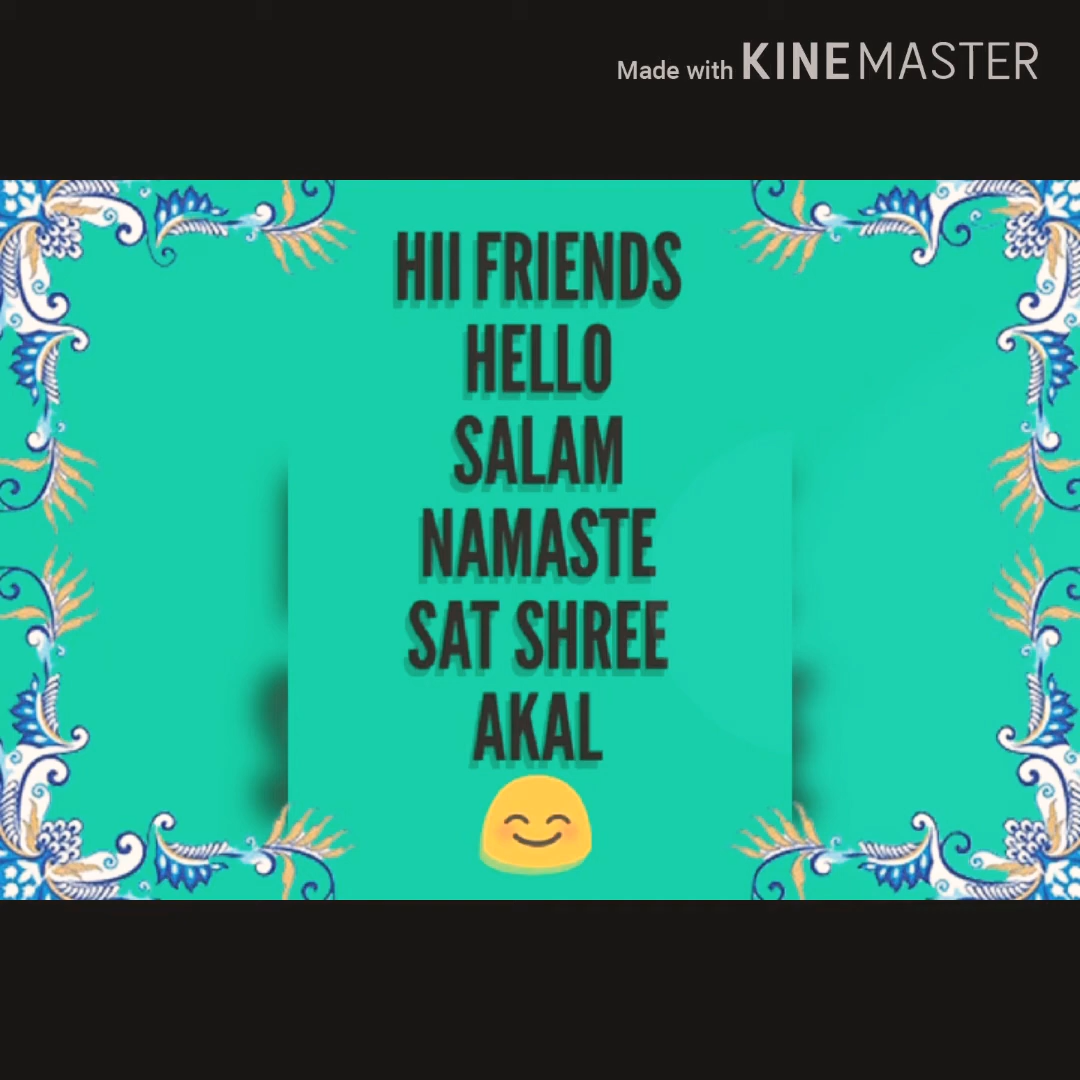 Made with KINEMASTER
HII FRIENDS
HELLO
SALAM
NAMASTE
SAT SHREE
AKAL